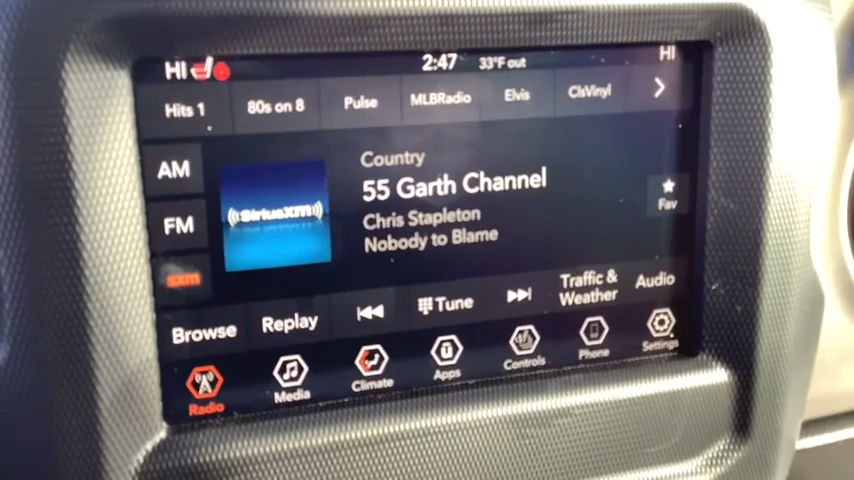 HI
2:47
33°F out
HI
Hits 1
80s on 8
Pulse
MLBRadio
Elvis
ClsVinyl
AM
FM
sxm
((SiriusXM))
Country
55 Garth Channel
Chris Stapleton
Nobody to Blame
Fav
Browse
Replay
Tune
Traffic &
Weather
Audio
Radio
Media
Climate
Apps
Controls
Phone
Settings